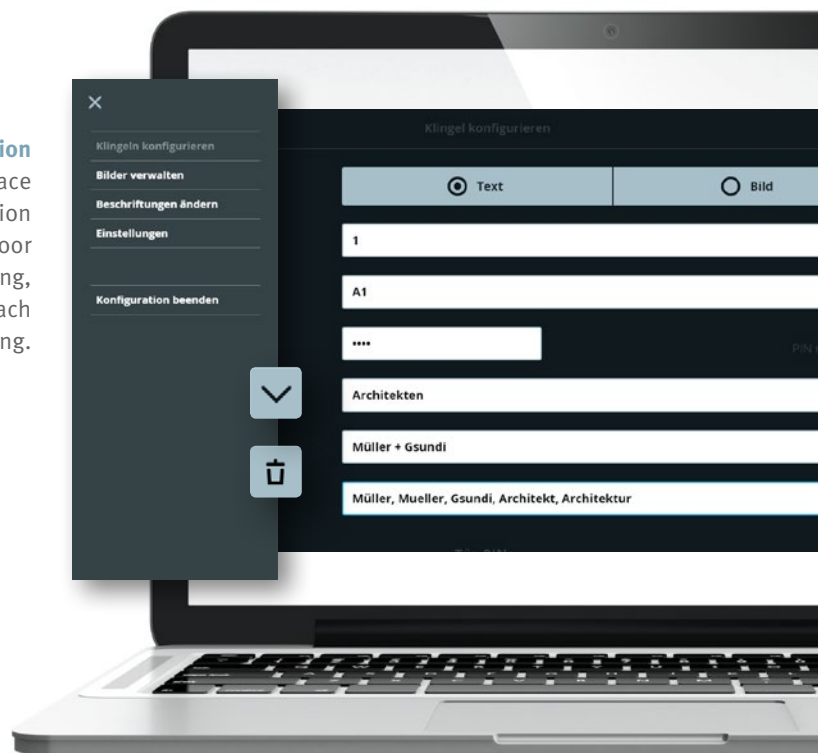 ion
ace
ion
oor
ng,
ach
ng.
Klingeln konfigurieren
Bilder verwalten
Beschriftungen ändern
Einstellungen
Konfiguration beenden
Klingel konfigurieren
Text
Bild
1
A1
••••
PIN
Architekten
Müller + Gsundi
Müller, Mueller, Gsundi, Architekt, Architektur